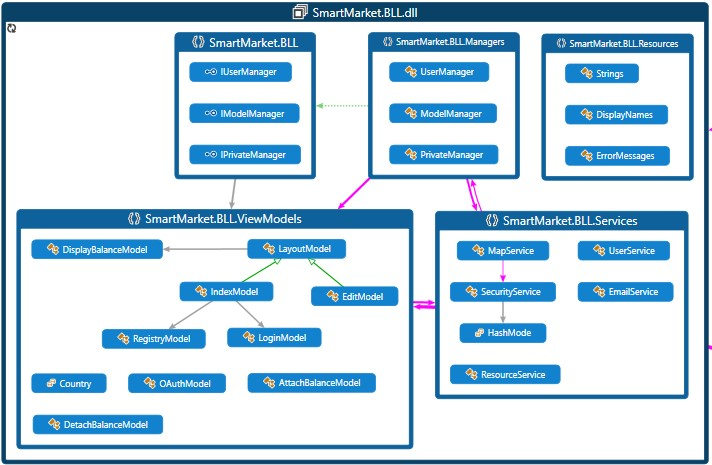 SmartMarket.BLL.dll
SmartMarket.BLL
IUserManager
IModelManager
IPrivateManager
SmartMarket.BLL.Managers
UserManager
ModelManager
PrivateManager
SmartMarket.BLL.Resources
Strings
DisplayNames
ErrorMessages
SmartMarket.BLL.ViewModels
DisplayBalanceModel
LayoutModel
IndexModel
EditModel
RegistryModel
LoginModel
Country
OAuthModel
AttachBalanceModel
DetachBalanceModel
SmartMarket.BLL.Services
MapService
UserService
SecurityService
EmailService
HashMode
ResourceService